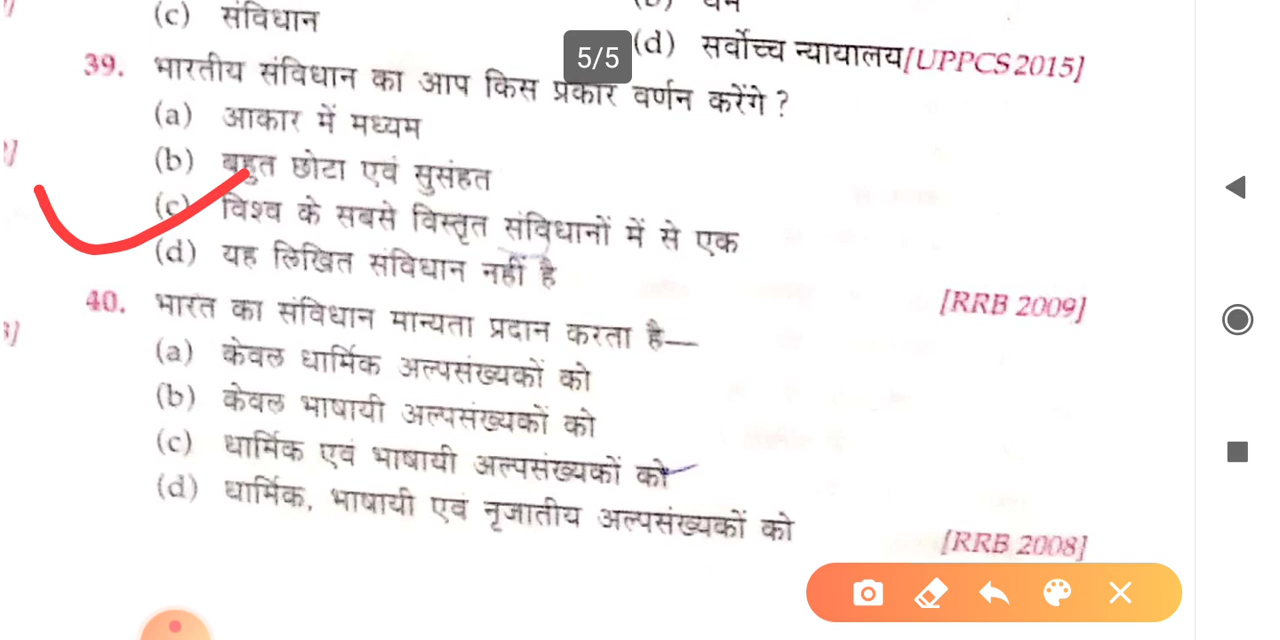 (c) संविधान
(d) सर्वोच्च न्यायालय[UPPCS 2015]
5/5
39. भारतीय संविधान का आप किस प्रकार वर्णन करेंगे ?
(a) आकार में मध्यम
(b) बहुत छोटा एवं सुसंहत
(c) विश्व के सबसे विस्तृत संविधानों में से एक
(d) यह लिखित संविधान नहीं है
[RRB 2009]
40. भारत का संविधान मान्यता प्रदान करता है—
(a) केवल धार्मिक अल्पसंख्यकों को
(b) केवल भाषायी अल्पसंख्यकों को
(c) धार्मिक एवं भाषायी अल्पसंख्यकों को
(d) धार्मिक, भाषायी एवं नृजातीय अल्पसंख्यकों को
[RRB 2008]